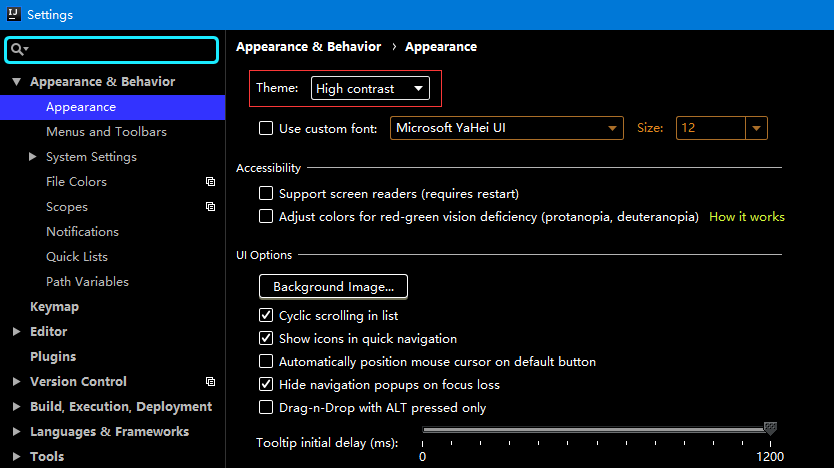 IJ Settings
Appearance & Behavior › Appearance
Appearance & Behavior
Appearance
Menus and Toolbars
System Settings
File Colors
Scopes
Notifications
Quick Lists
Path Variables
Keymap
Editor
Plugins
Version Control
Build, Execution, Deployment
Languages & Frameworks
Tools
Theme: High contrast
Use custom font: Microsoft YaHei UI Size: 12
Accessibility
Support screen readers (requires restart)
Adjust colors for red-green vision deficiency (protanopia, deuteranopia) How it works
UI Options
Background Image...
Cyclic scrolling in list
Show icons in quick navigation
Automatically position mouse cursor on default button
Hide navigation popups on focus loss
Drag-n-Drop with ALT pressed only
Tooltip initial delay (ms):
0 1200